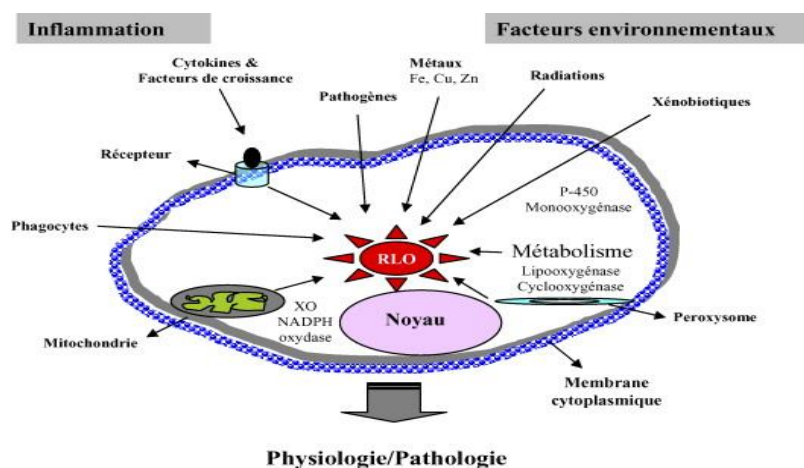 Inflammation
Facteurs environnementaux
Cytokines &
Facteurs de croissance
Métaux
Fe, Cu, Zn
Radiations
Pathogènes
Xénobiotiques
Récepteur
P-450
Monooxygénase
Phagocytes
RLO
Métabolisme
Lipooxygénase
Cyclooxygénase
XO
NADPH
oxydase
Noyau
Peroxysome
Mitochondrie
Membrane
cytoplasmique
Physiologie/Pathologie